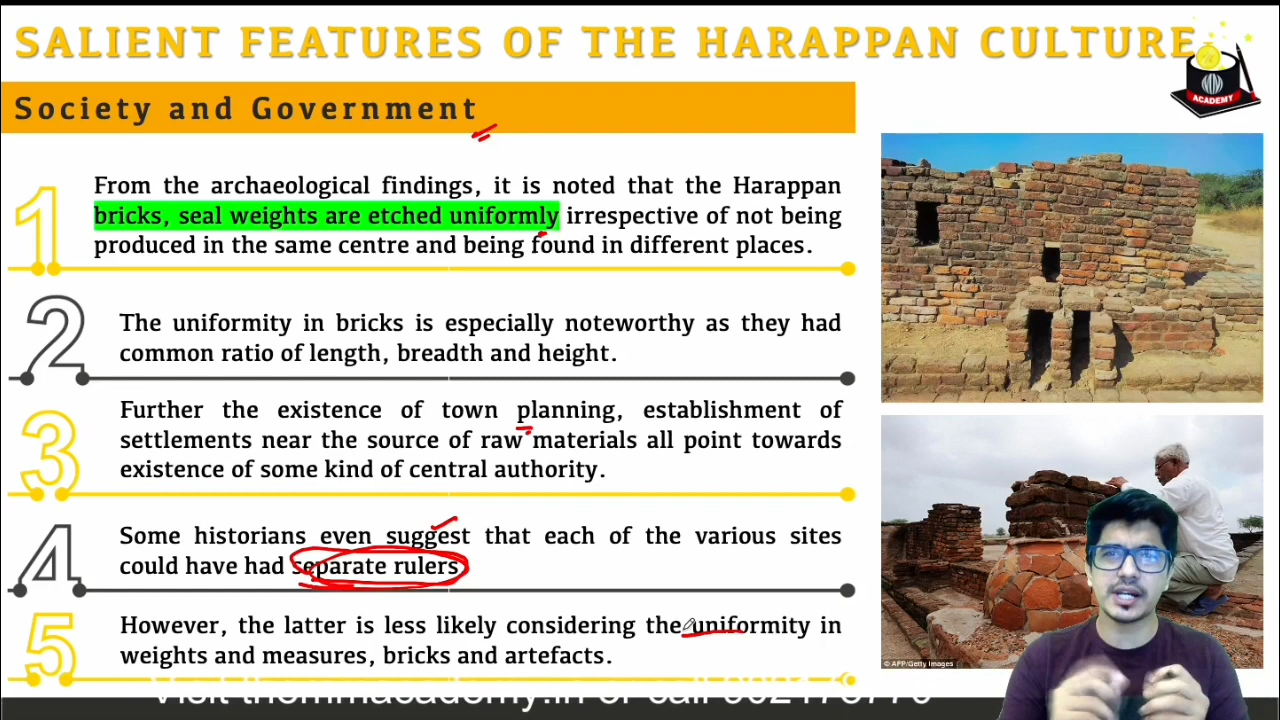 SALIENT FEATURES OF THE HARAPPAN CULTURE
ACADEMY
Society and Government
1
From the archaeological findings, it is noted that the Harappan
bricks, seal weights are etched uniformly irrespective of not being
produced in the same centre and being found in different places.
2
The uniformity in bricks is especially noteworthy as they had
common ratio of length, breadth and height.
3
Further the existence of town planning, establishment of
settlements near the source of raw materials all point towards
existence of some kind of central authority.
4
Some historians even suggest that each of the various sites
could have had separate rulers
5
However, the latter is less likely considering the uniformity in
weights and measures, bricks and artefacts.
© AFP/Getty Images
Visit or call